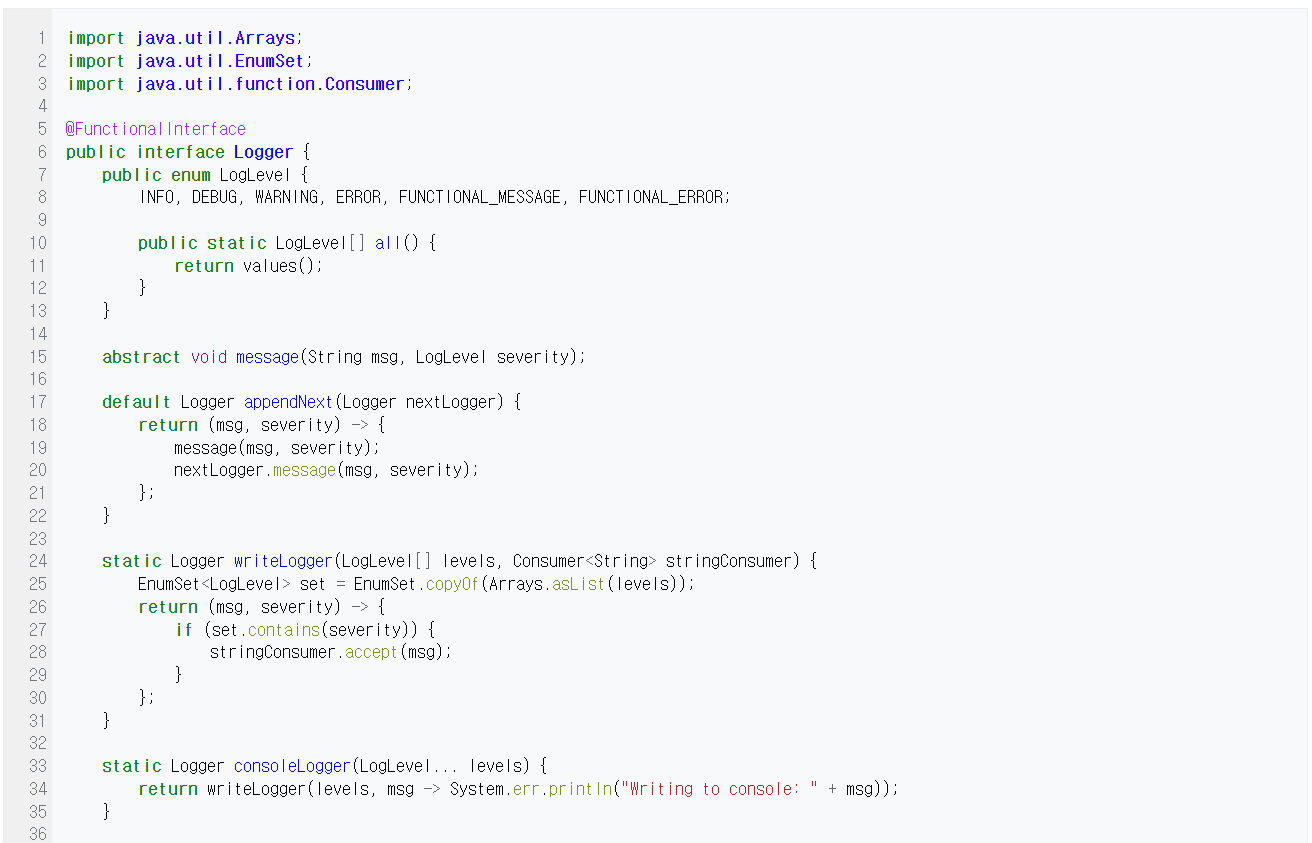 1 import java.util.Arrays;
2 import java.util.EnumSet;
3 import java.util.function.Consumer;
4
5 @FunctionalInterface
6 public interface Logger {
7     public enum LogLevel {
8         INFO, DEBUG, WARNING, ERROR, FUNCTIONAL_MESSAGE, FUNCTIONAL_ERROR;
9
10         public static LogLevel[] all() {
11             return values();
12         }
13     }
14
15     abstract void message(String msg, LogLevel severity);
16
17     default Logger appendNext(Logger nextLogger) {
18         return (msg, severity) -> {
19             message(msg, severity);
20             nextLogger.message(msg, severity);
21         };
22     }
23
24     static Logger writeLogger(LogLevel[] levels, Consumer<String> stringConsumer) {
25         EnumSet<LogLevel> set = EnumSet.copyOf(Arrays.asList(levels));
26         return (msg, severity) -> {
27             if (set.contains(severity)) {
28                 stringConsumer.accept(msg);
29             }
30         };
31     }
32
33     static Logger consoleLogger(LogLevel... levels) {
34         return writeLogger(levels, msg -> System.err.println("Writing to console: " + msg));
35     }
36